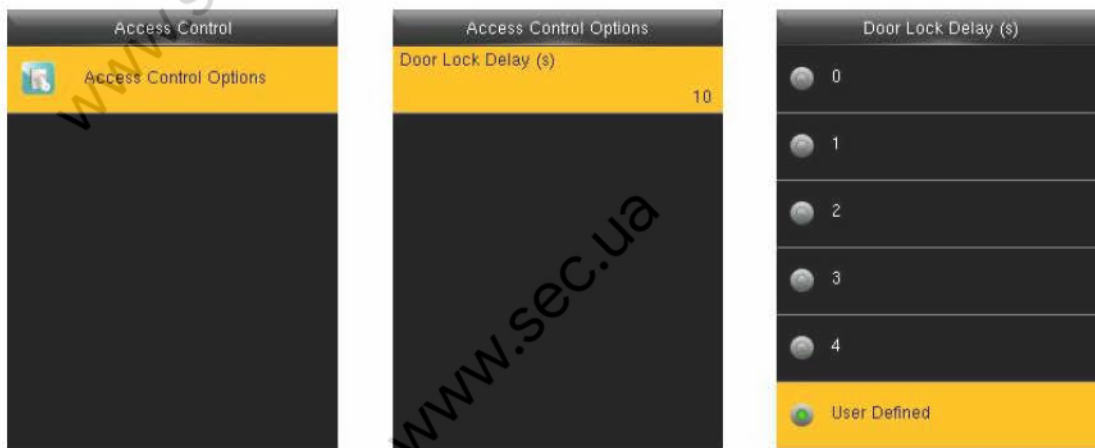 Access Control
Access Control Options
Access Control Options
Door Lock Delay (s)
10
Door Lock Delay (s)
0
1
2
3
4
User Defined
www.sec.ua